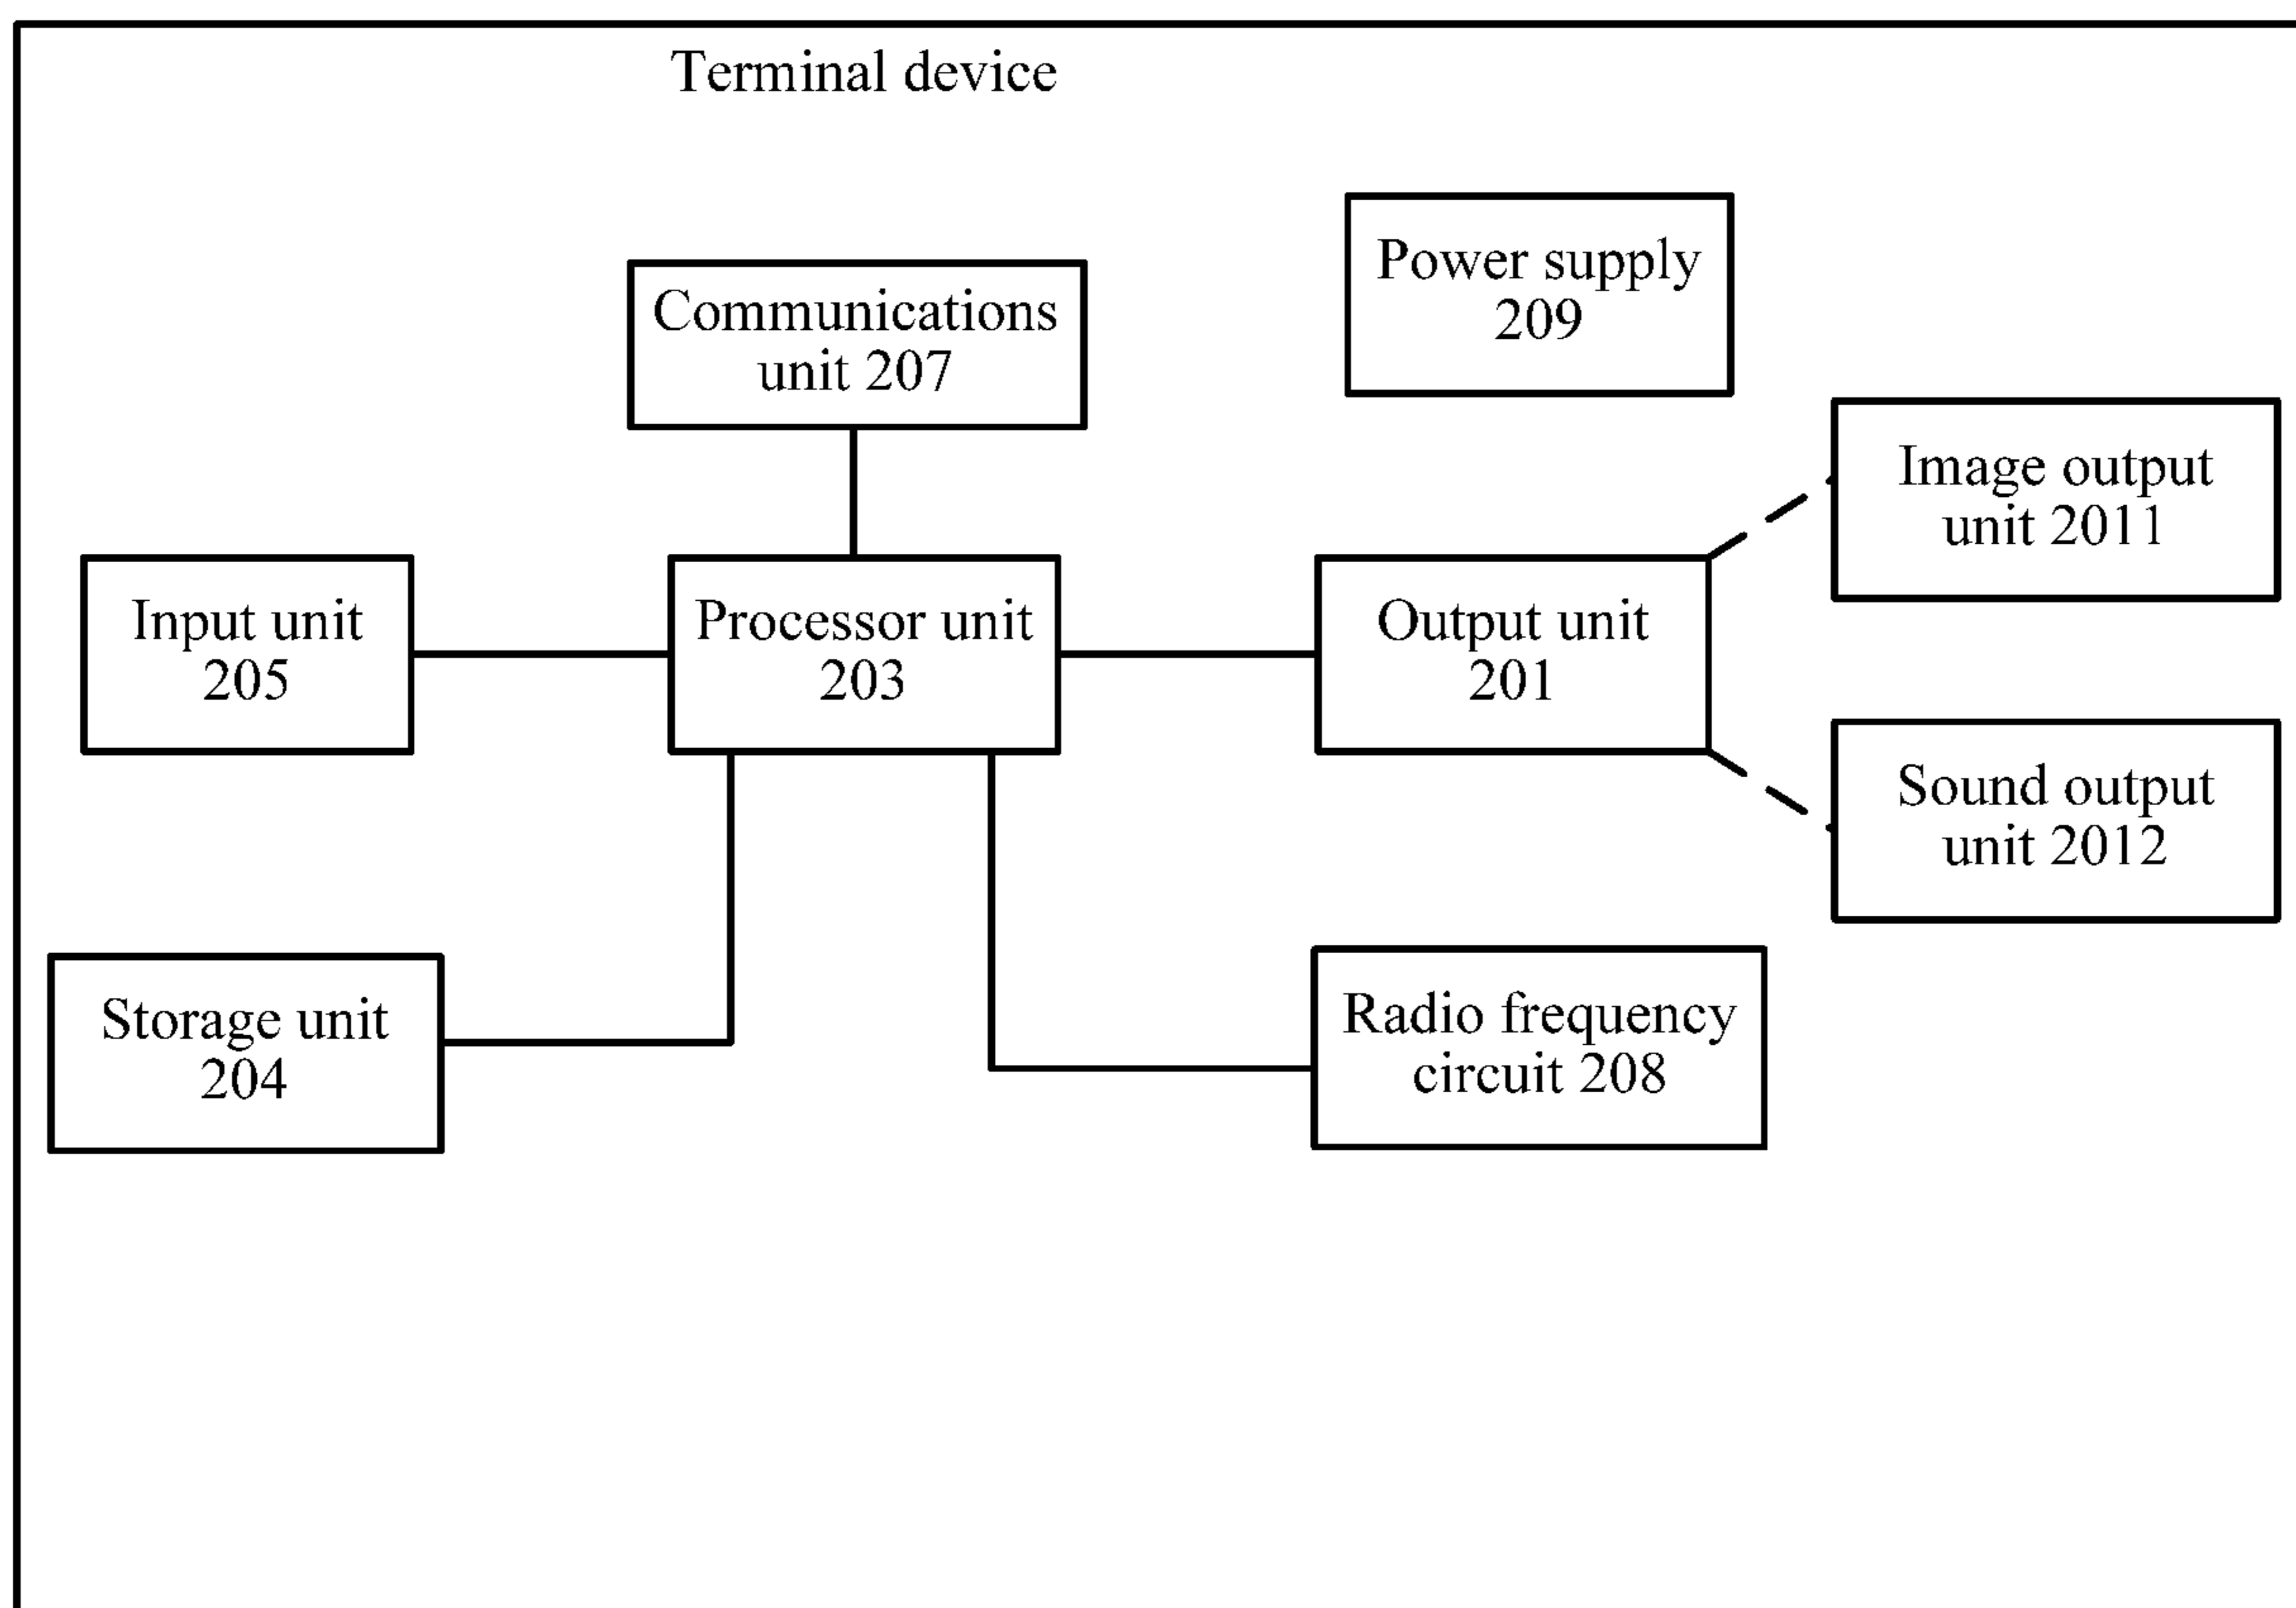 Terminal device
Power supply
209
Communications
unit 207
Image output
unit 2011
Input unit
205
Processor unit
203
Output unit
201
Sound output
unit 2012
Storage unit
204
Radio frequency
circuit 208